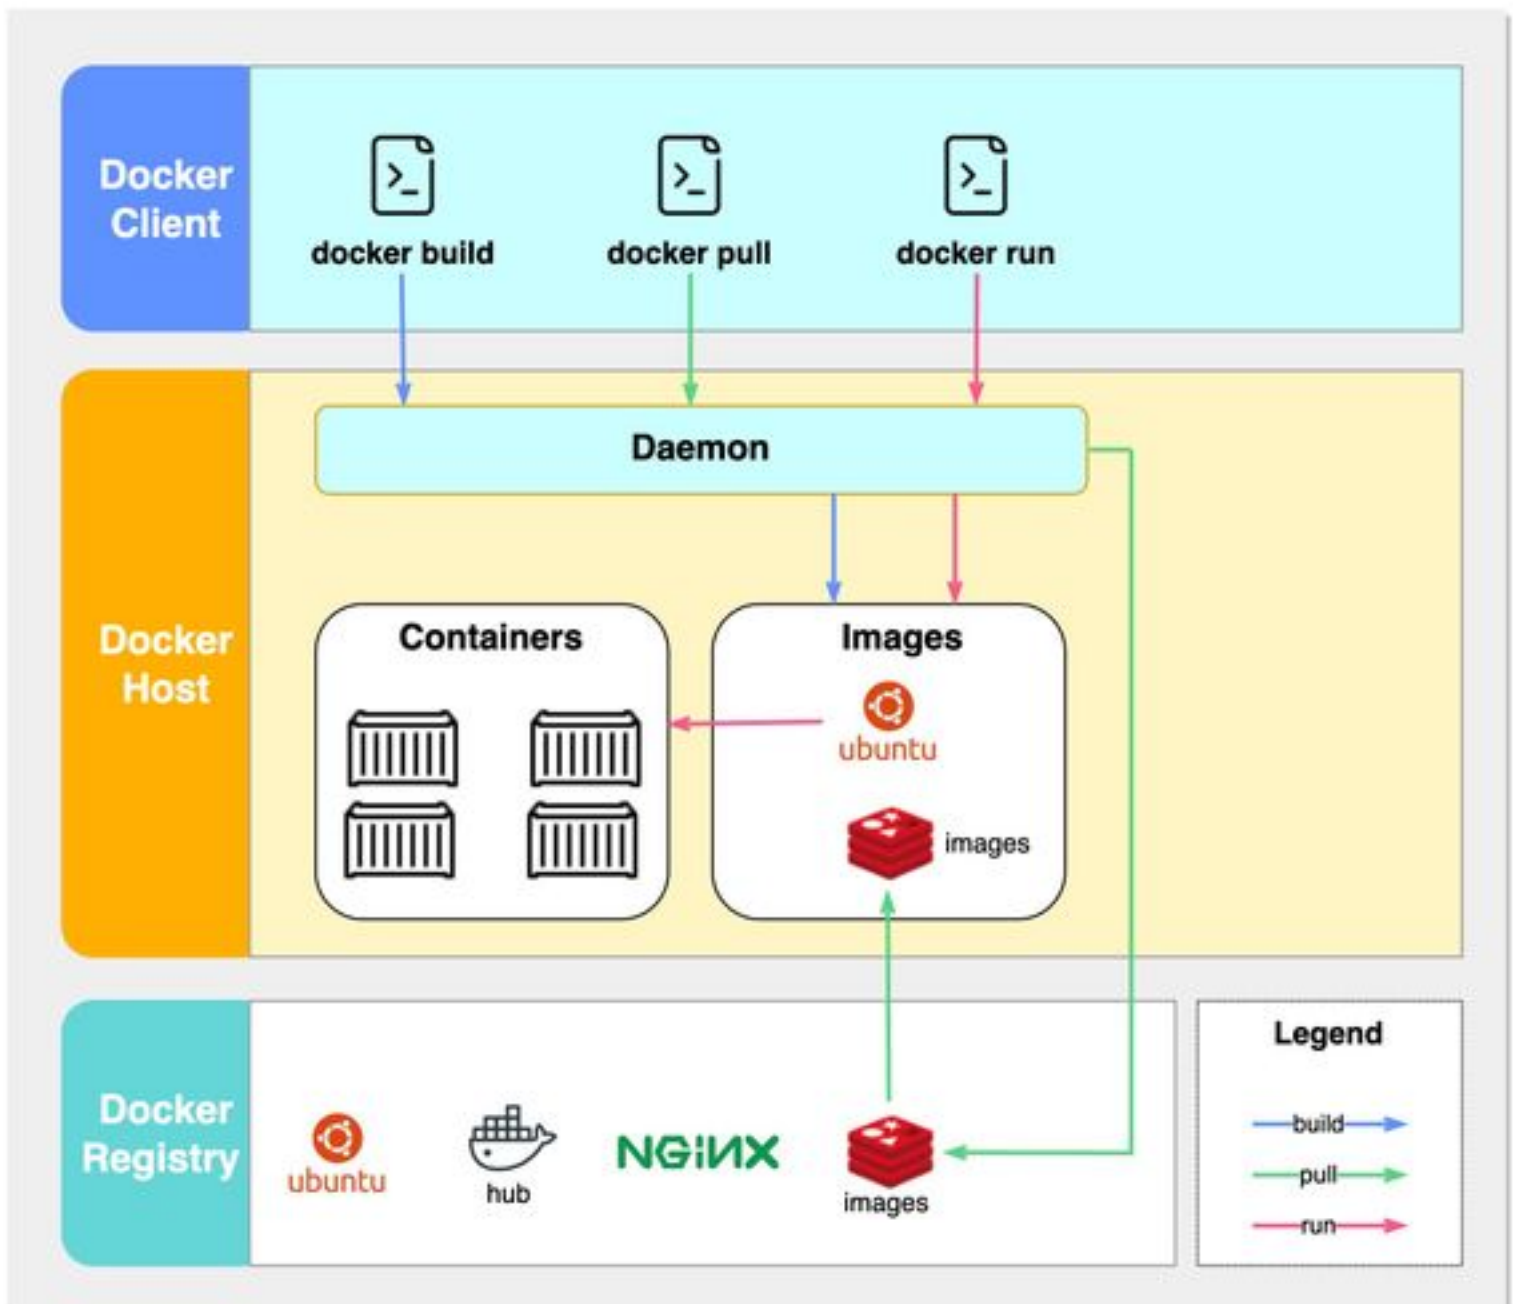 Docker
Client
docker build
docker pull
docker run
Daemon
Docker
Host
Containers
Images
ubuntu
images
Docker
Registry
ubuntu
hub
NGiNX
images
Legend
build
pull
run